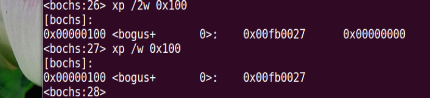 <bochs:26> xp /2w 0x100
[bochs]:
0x00000100 <bogus+       0>:    0x00fb0027      0x00000000
<bochs:27> xp /w 0x100
[bochs]:
0x00000100 <bogus+       0>:    0x00fb0027
<bochs:28>